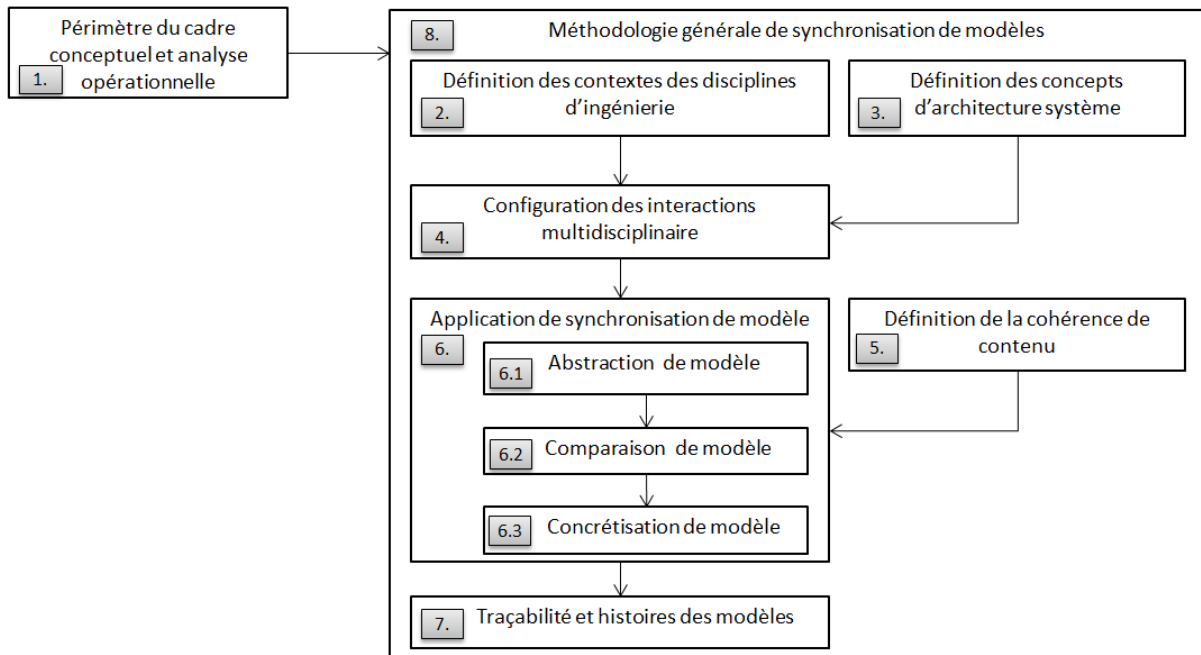 Périmètre du cadre
conceptuel et analyse
1. opérationnelle
8. Méthodologie générale de synchronisation de modèles
Définition des contextes des disciplines
d'ingénierie
2.
Définition des concepts
d'architecture système
3.
Configuration des interactions
multidisciplinaire
4.
Application de synchronisation de modèle
6.
6.1 Abstraction de modèle
6.2 Comparaison de modèle
6.3 Concrétisation de modèle
Définition de la cohérence de
5. contenu
7. Traçabilité et histoires des modèles